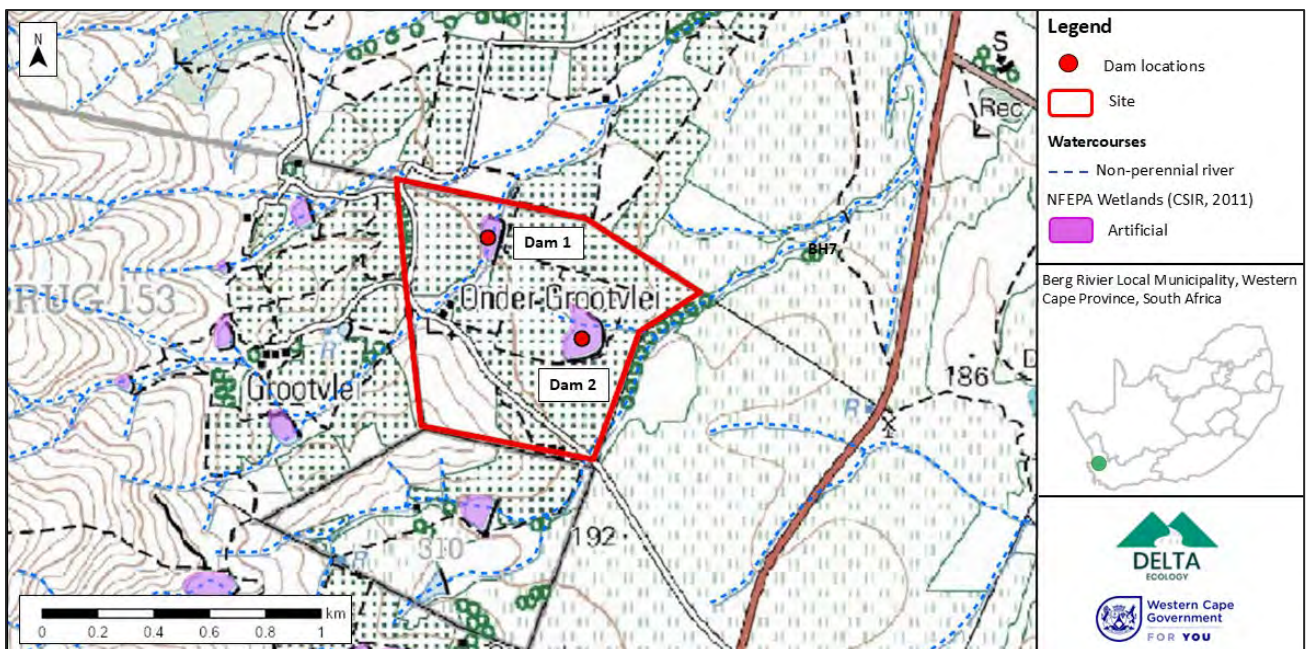 N
RUG 153
Grootvlei
Onder-Grootvlei
Dam 1
Dam 2
BH7
S
Rec
186
R
R
R
D
310
192
km
0 0.2 0.4 0.6 0.8 1
Legend
Dam locations
Site
Watercourses
Non-perennial river
NFEPA Wetlands (CSIR, 2011)
Artificial
Berg Rivier Local Municipality, Western
Cape Province, South Africa
DELTA
ECOLOGY
Western Cape
Government
FOR YOU